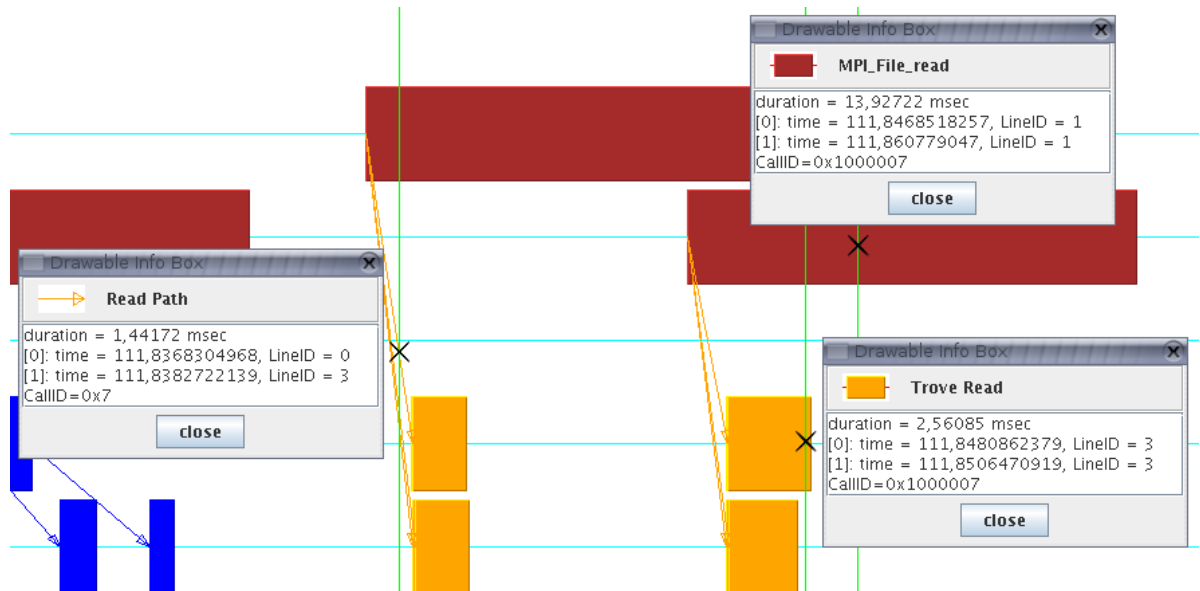 Drawable Info Box
MPI_File_read
duration = 13,92722 msec
[0]: time = 111,8468518257, LineID = 1
[1]: time = 111,860779047, LineID = 1
CallID=0x1000007
close
Drawable Info Box
Read Path
duration = 1,44172 msec
[0]: time = 111,8368304968, LineID = 0
[1]: time = 111,8382722139, LineID = 3
CallID=0x7
close
Drawable Info Box
Trove Read
duration = 2,56085 msec
[0]: time = 111,8480862379, LineID = 3
[1]: time = 111,8506470919, LineID = 3
CallID=0x1000007
close